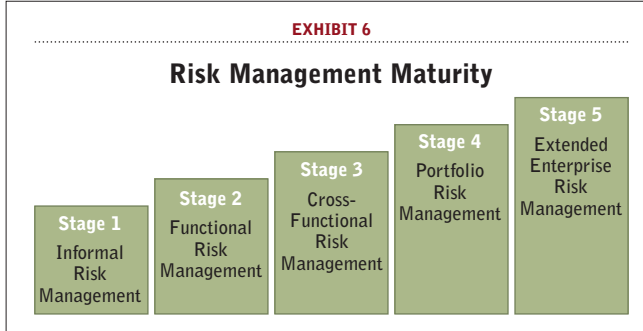 EXHIBIT 6
Risk Management Maturity
Stage 1
Informal
Risk
Management
Stage 2
Functional
Risk
Management
Stage 3
Cross-
Functional
Risk
Management
Stage 4
Portfolio
Risk
Management
Stage 5
Extended
Enterprise
Risk
Management